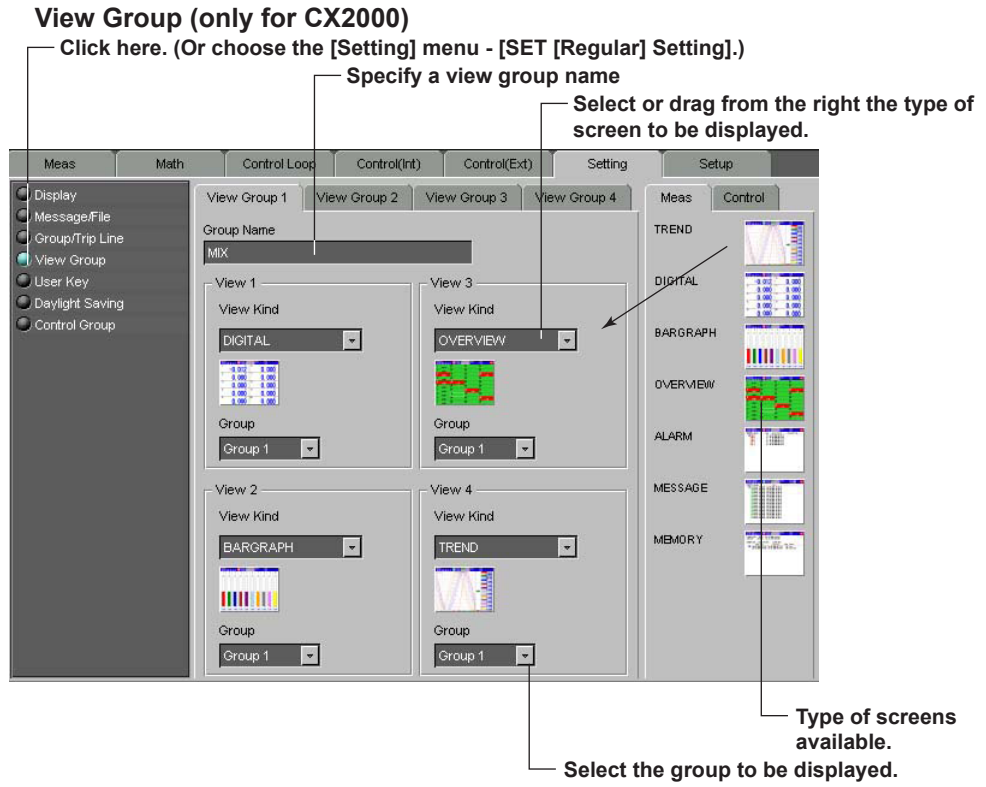 View Group (only for CX2000)
Click here. (Or choose the [Setting] menu - [SET [Regular] Setting].)
Specify a view group name
Select or drag from the right the type of
screen to be displayed.
Meas Math Control Loop Control(Int) Control(Ext) Setting Setup
Display
Message/File
Group/Trip Line
View Group
User Key
Daylight Saving
Control Group
View Group 1 View Group 2 View Group 3 View Group 4
Group Name
MIX
View 1
View Kind
DIGITAL
Group
Group 1
View 3
View Kind
OVERVIEW
Group
Group 1
View 2
View Kind
BARGRAPH
Group
Group 1
View 4
View Kind
TREND
Group
Group 1
Meas Control
TREND
DIGITAL
BARGRAPH
OVERVIEW
ALARM
MESSAGE
MEMORY
Type of screens
available.
Select the group to be displayed.